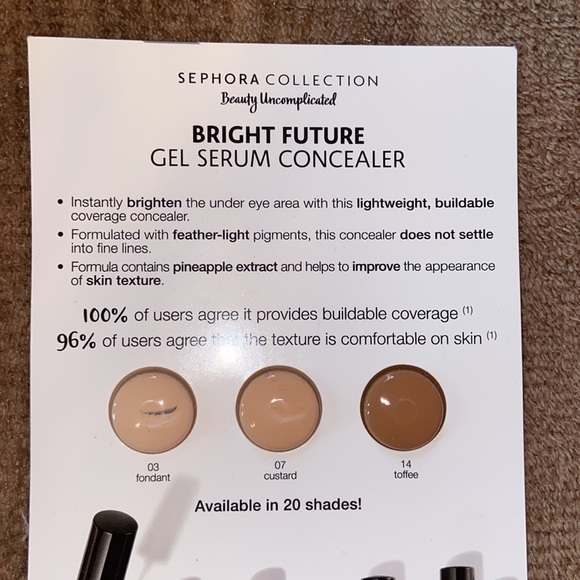 SEPHORA COLLECTION
Beauty Uncomplicated
BRIGHT FUTURE
GEL SERUM CONCEALER
• Instantly brighten the under eye area with this lightweight, buildable
coverage concealer.
• Formulated with feather-light pigments, this concealer does not settle
into fine lines.
• Formula contains pineapple extract and helps to improve the appearance
of skin texture.
100% of users agree it provides buildable coverage (1)
96% of users agree that the texture is comfortable on skin (1)
03 07 14
fondant custard toffee
Available in 20 shades!